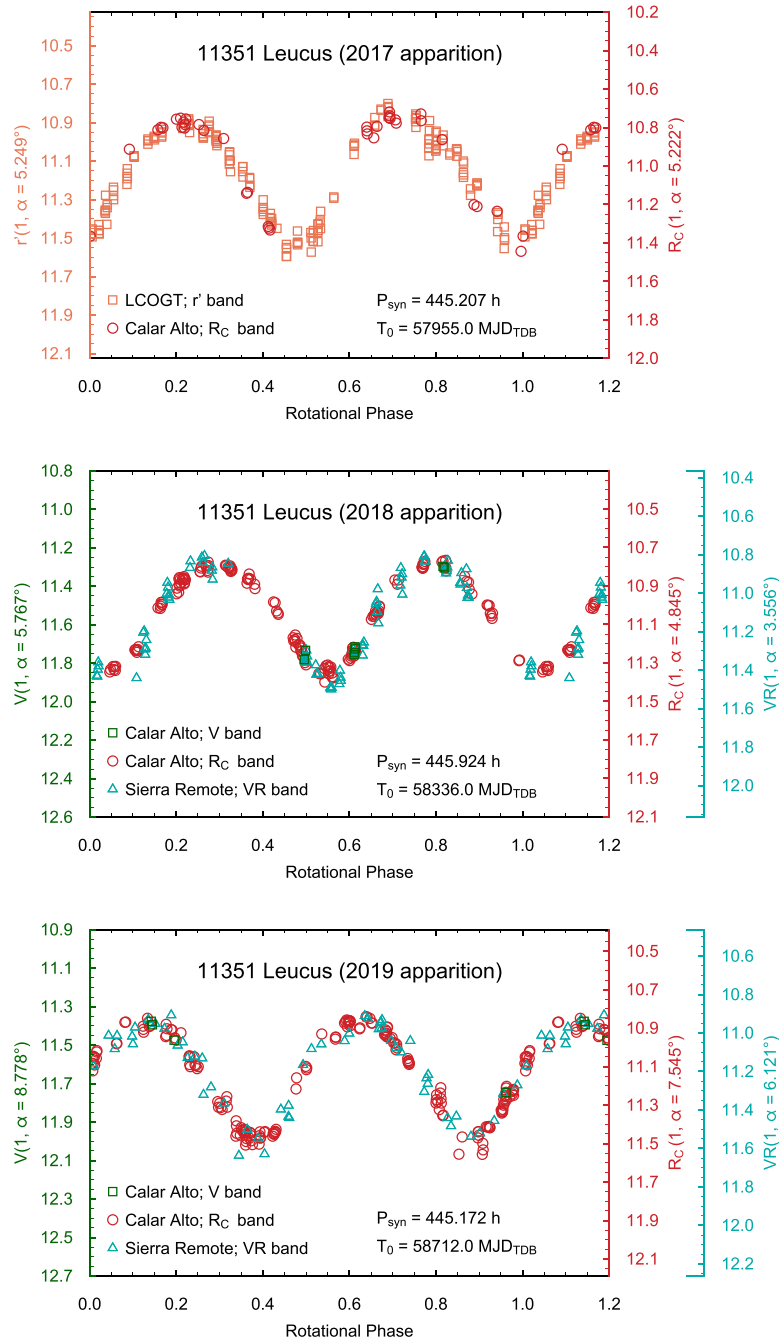 11351 Leucus (2017 apparition)
r'(1, α = 5.249°)
10.3
10.5
10.7
10.9
11.1
11.3
11.5
11.7
11.9
12.1
R_C (1, α = 5.222°)
10.2
10.4
10.6
10.8
11.0
11.2
11.4
11.6
11.8
12.0
LCOGT; r' band
Calar Alto; R_C band
P_syn = 445.207 h
T_0 = 57955.0 MJD_TDB
0.0 0.2 0.4 0.6 0.8 1.0 1.2
Rotational Phase
11351 Leucus (2018 apparition)
V(1, α = 5.767°)
10.8
11.0
11.2
11.4
11.6
11.8
12.0
12.2
12.4
12.6
R_C (1, α = 4.845°)
10.3
10.5
10.7
10.9
11.1
11.3
11.5
11.7
11.9
12.1
VR(1, α = 3.556°)
10.4
10.6
10.8
11.0
11.2
11.4
11.6
11.8
12.0
Calar Alto; V band
Calar Alto; R_C band
Sierra Remote; VR band
P_syn = 445.924 h
T_0 = 58336.0 MJD_TDB
0.0 0.2 0.4 0.6 0.8 1.0 1.2
Rotational Phase
11351 Leucus (2019 apparition)
V(1, α = 8.778°)
10.9
11.1
11.3
11.5
11.7
11.9
12.1
12.3
12.5
12.7
R_C (1, α = 7.545°)
10.5
10.7
10.9
11.1
11.3
11.5
11.7
11.9
12.1
VR(1, α = 6.121°)
10.6
10.8
11.0
11.2
11.4
11.6
11.8
12.0
12.2
Calar Alto; V band
Calar Alto; R_C band
Sierra Remote; VR band
P_syn = 445.172 h
T_0 = 58712.0 MJD_TDB
0.0 0.2 0.4 0.6 0.8 1.0 1.2
Rotational Phase